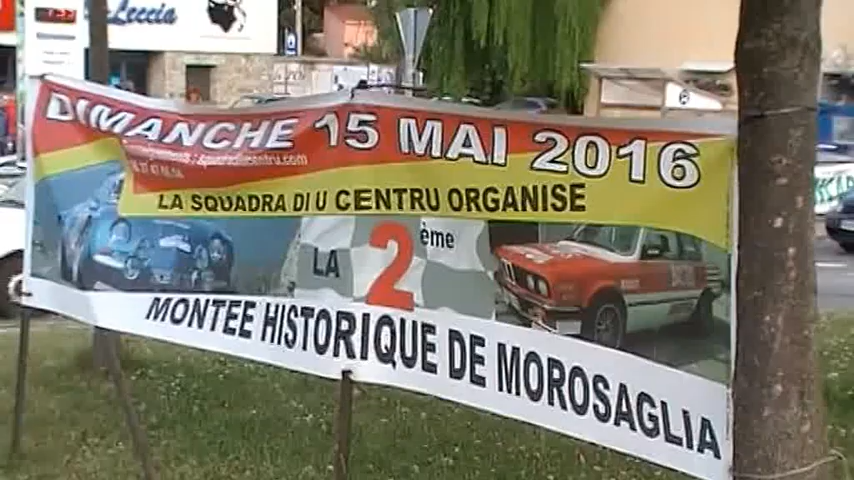 Leccia
DIMANCHE 15 MAI 2016
LA SQUADRA DI U CENTRU ORGANISE
LA 2ème
MONTEE HISTORIQUE DE MOROSAGLIA